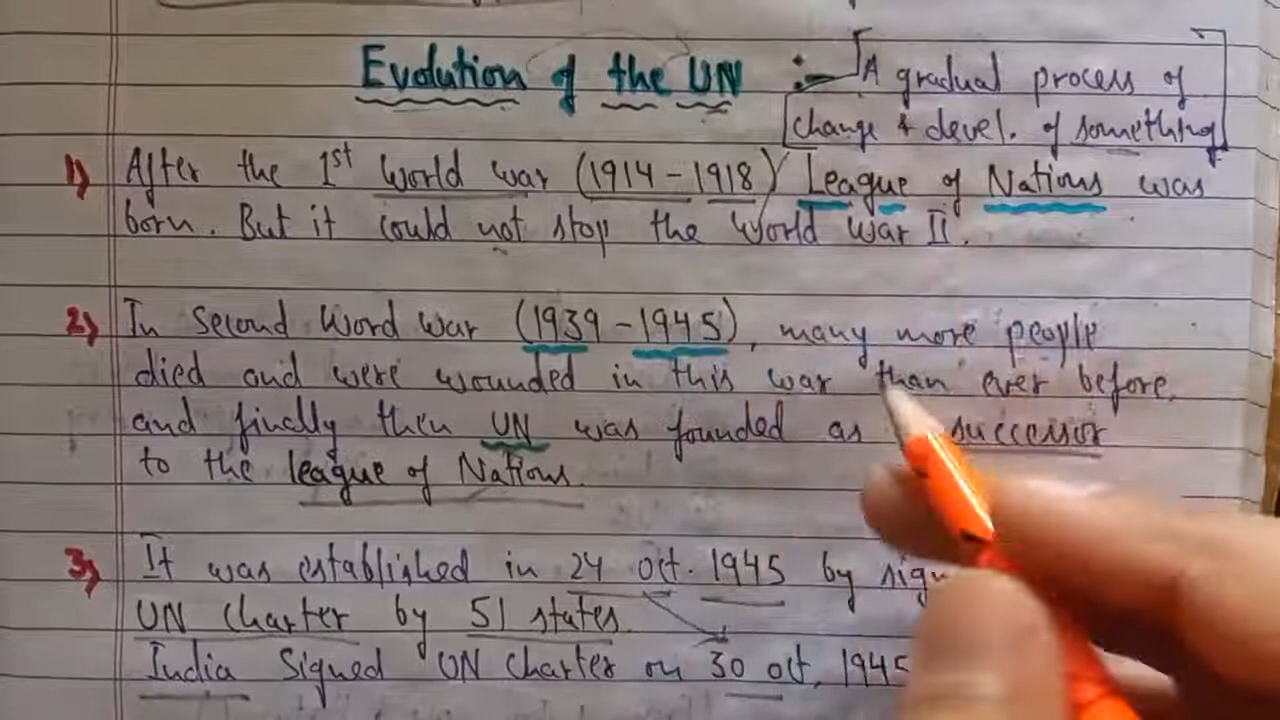 Evolution of the UN :- [A gradual process of
change & devel. of something]
1) After the 1st World war (1914-1918) League of Nations was
born. But it could not stop the World War II.
2) In Second Word war (1939-1945), many more people
died and were wounded in this war than ever before,
and finally then UN was founded as successor
to the league of Nations.
3) It was established in 24 oct. 1945 by
UN Charter by 51 states.
India Signed UN Charter on 30 oct, 1945